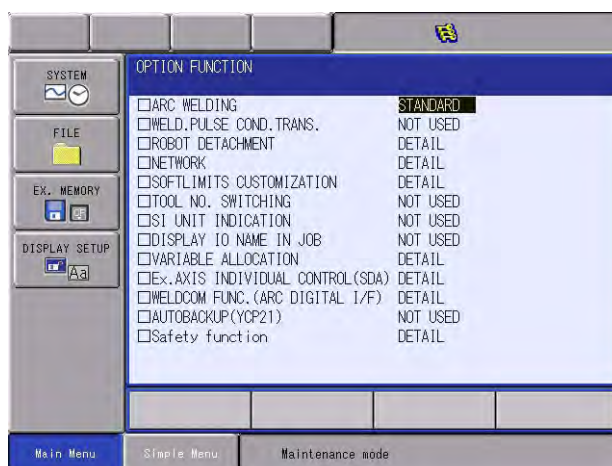 SYSTEM
FILE
EX. MEMORY
DISPLAY SETUP
Aa
OPTION FUNCTION
ARC WELDING STANDARD
WELD.PULSE COND.TRANS. NOT USED
ROBOT DETACHMENT DETAIL
NETWORK DETAIL
SOFTLIMITS CUSTOMIZATION DETAIL
TOOL NO. SWITCHING NOT USED
SI UNIT INDICATION NOT USED
DISPLAY IO NAME IN JOB NOT USED
VARIABLE ALLOCATION DETAIL
Ex.AXIS INDIVIDUAL CONTROL(SDA) DETAIL
WELDCOM FUNC.(ARC DIGITAL I/F) DETAIL
AUTOBACKUP(YCP21) NOT USED
Safety function DETAIL
Main Menu Simple Menu Maintenance mode